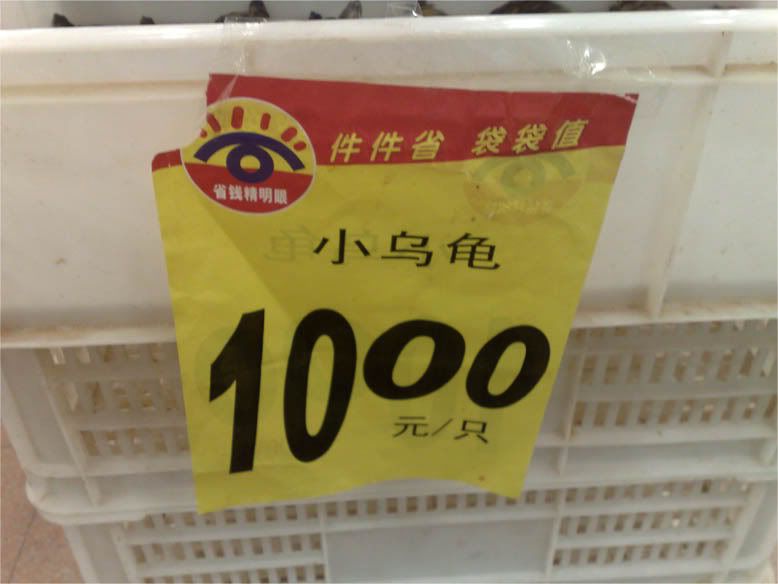 件件省 袋袋值
省钱精明眼
小乌龟
1000
元/只